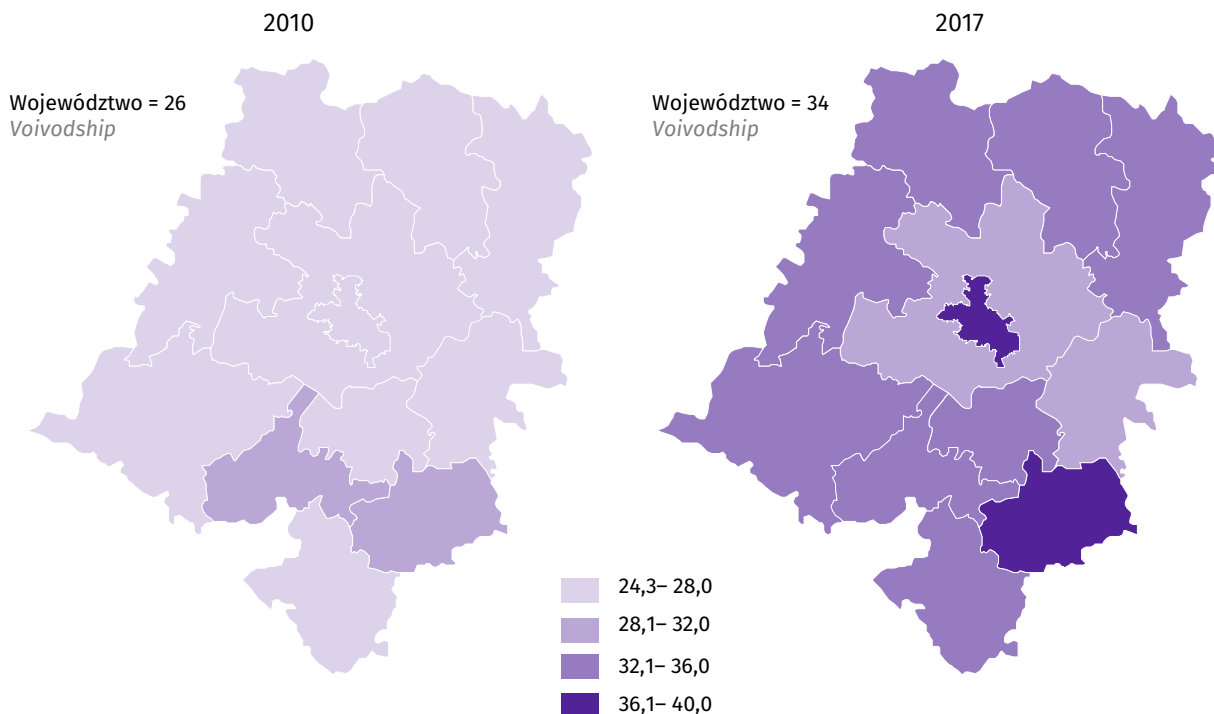 2010
Województwo = 26
Voivodship
2017
Województwo = 34
Voivodship
24,3– 28,0
28,1– 32,0
32,1– 36,0
36,1– 40,0